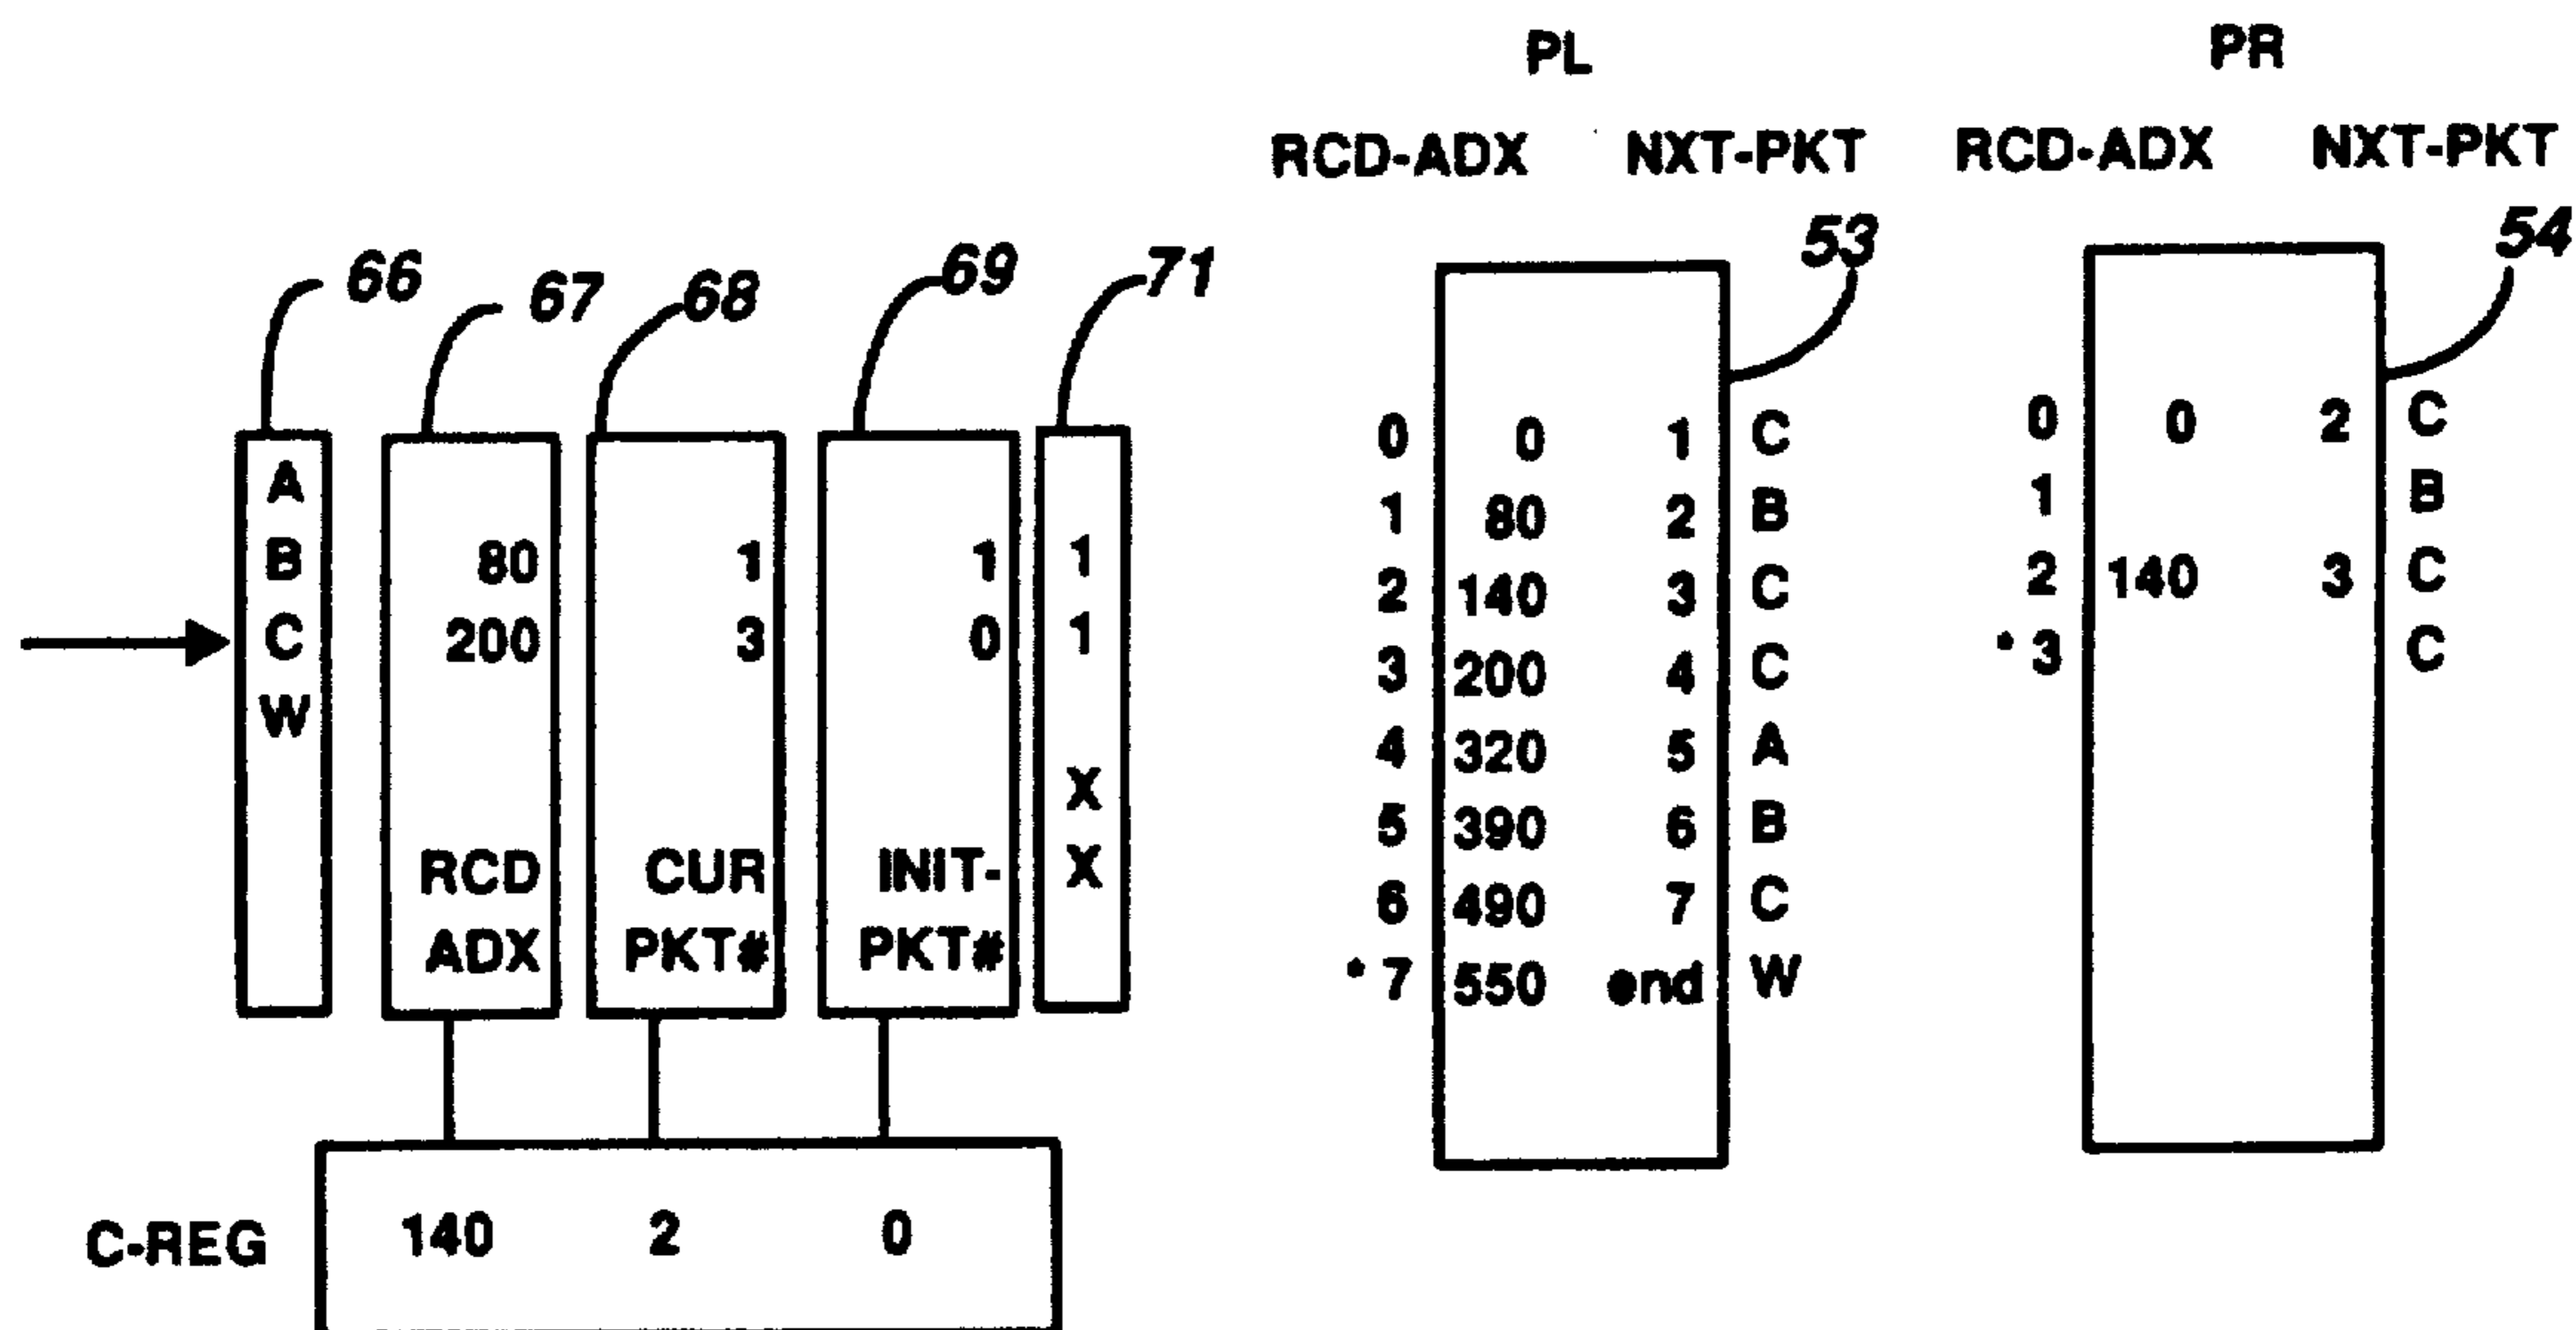 PL PR
RCD-ADX NXT-PKT RCD-ADX NXT-PKT
66 67 68 69 71 53 54
A
B 80 1 1 1
C 200 3 0 1
W
X
RCD CUR INIT- X
ADX PKT# PKT#
C-REG 140 2 0
0 0 1 C
1 80 2 B
2 140 3 C
3 200 4 C
4 320 5 A
5 390 6 B
6 490 7 C
* 7 550 end W
0 0 2 C
1 B
2 140 3 C
* 3 C